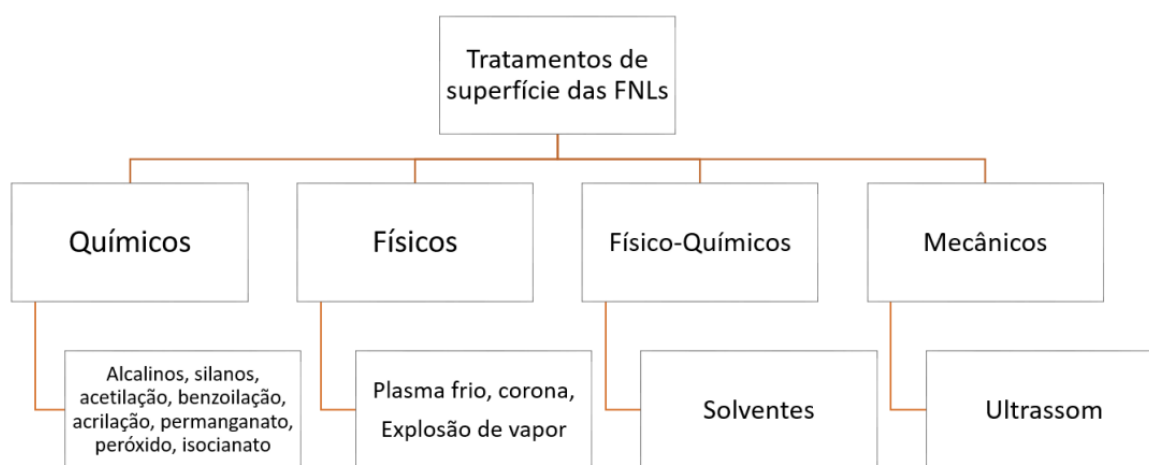 Tratamentos de
superfície das FNLs
Químicos
Físicos
Físico-Químicos
Mecânicos
Alcalinos, silanos,
acetilação, benzoilação,
acrilação, permanganato,
peróxido, isocianato
Plasma frio, corona,
Explosão de vapor
Solventes
Ultrassom